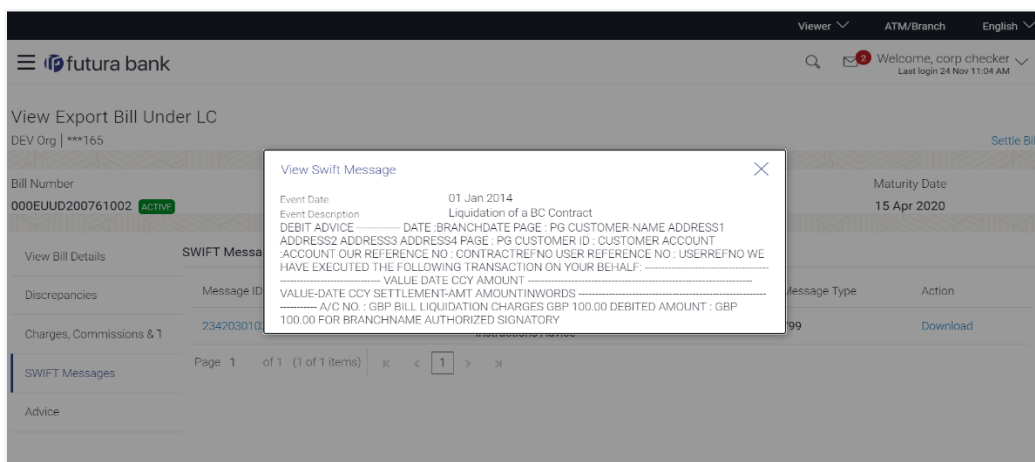 Viewer ATM/Branch English
futura bank
2 Welcome, corp checker
Last login 24 Nov 11:04 AM
View Export Bill Under LC
DEV Org | ***165
Settle Bil
Bill Number
Maturity Date
000EUUD200761002 ACTIVE
15 Apr 2020
View Swift Message
Event Date 01 Jan 2014
Event Description Liquidation of a BC Contract
DEBIT ADVICE ----------- DATE :BRANCHDATE PAGE : PG CUSTOMER-NAME ADDRESS1
ADDRESS2 ADDRESS3 ADDRESS4 PAGE : PG CUSTOMER ID : CUSTOMER ACCOUNT
:ACCOUNT OUR REFERENCE NO : CONTRACTREFNO USER REFERENCE NO : USERREFNO WE
HAVE EXECUTED THE FOLLOWING TRANSACTION ON YOUR BEHALF: --------------------------------
-------------------------- VALUE DATE CCY AMOUNT ----------------------------------------------------------
VALUE-DATE CCY SETTLEMENT-AMT AMOUNTINWORDS ------------------------------------------------
----------- A/C NO. : GBP BILL LIQUIDATION CHARGES GBP 100.00 DEBITED AMOUNT : GBP
100.00 FOR BRANCHNAME AUTHORIZED SIGNATORY
View Bill Details
Discrepancies
Charges, Commissions & T
SWIFT Messages
Advice
SWIFT Messa
Message ID
Message Type Action
2342030103
799 Download
Page 1 of 1 (1 of 1 items) K < 1 > X